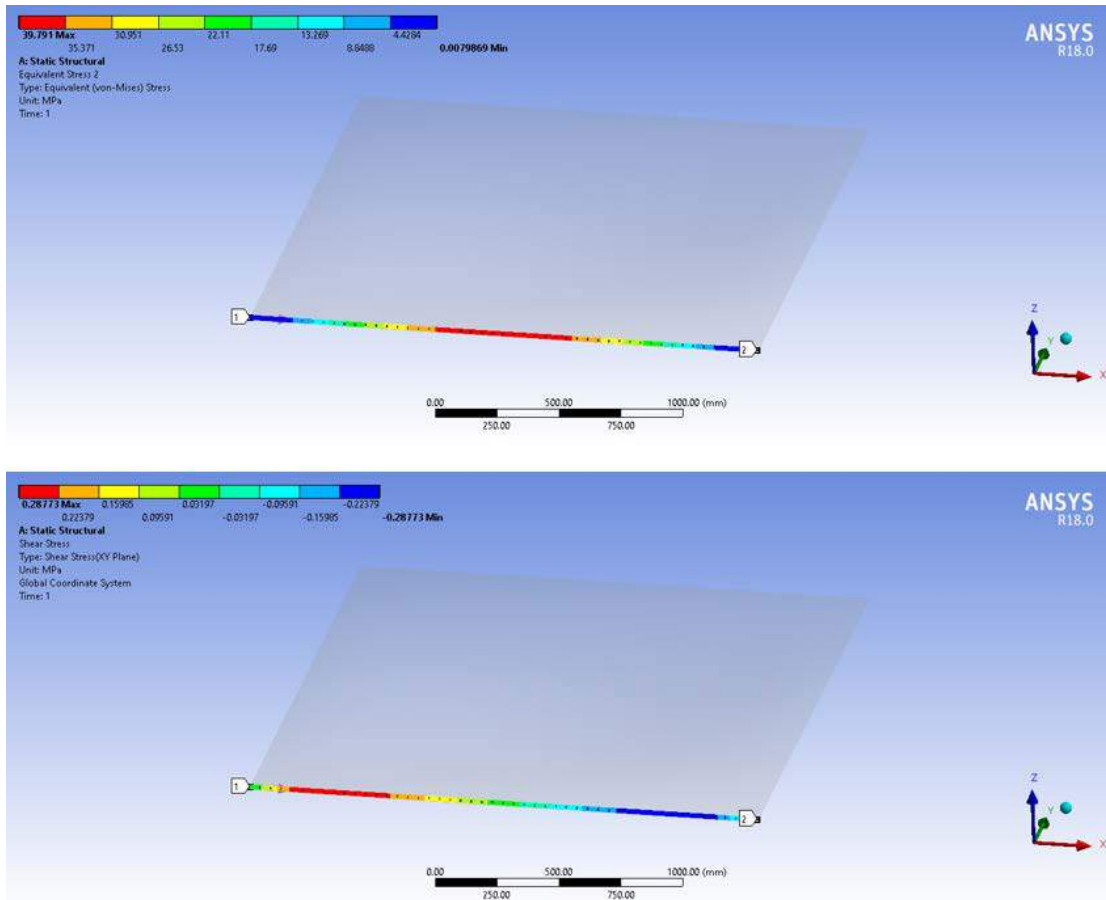 39.791 Max 30.951 22.11 13.269 4.4284
35.371 26.53 17.69 8.8488 0.0079869 Min
A: Static Structural
Equivalent Stress 2
Type: Equivalent (von-Mises) Stress
Unit: MPa
Time: 1
ANSYS
R18.0
1
2
Z
Y
X
0.00 500.00 1000.00 (mm)
250.00 750.00
0.28773 Max 0.15985 0.03197 -0.09591 -0.22379
0.22379 0.09591 -0.03197 -0.15985 -0.28773 Min
A: Static Structural
Shear Stress
Type: Shear Stress(XY Plane)
Unit: MPa
Global Coordinate System
Time: 1
ANSYS
R18.0
1
2
Z
Y
X
0.00 500.00 1000.00 (mm)
250.00 750.00